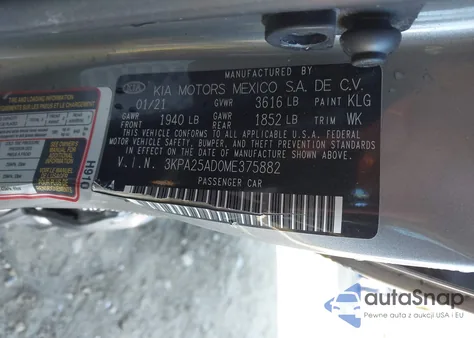 MANUFACTURED BY
KIA KIA MOTORS MEXICO S.A. DE C.V.
01/21 GVWR 3616 LB PAINT KLG
GAWR FRONT 1940 LB GAWR REAR 1852 LB TRIM WK
THIS VEHICLE CONFORMS TO ALL APPLICABLE U.S. FEDERAL MOTOR VEHICLE SAFETY,
BUMPER, AND THEFT PREVENTION STANDARDS IN EFFECT
ON THE DATE OF MANUFACTURE SHOWN ABOVE.
V.I.N. 3KPA25AD0ME375882
PASSENGER CAR
H910
autoSnap
Pewne auta z aukcji USA i EU